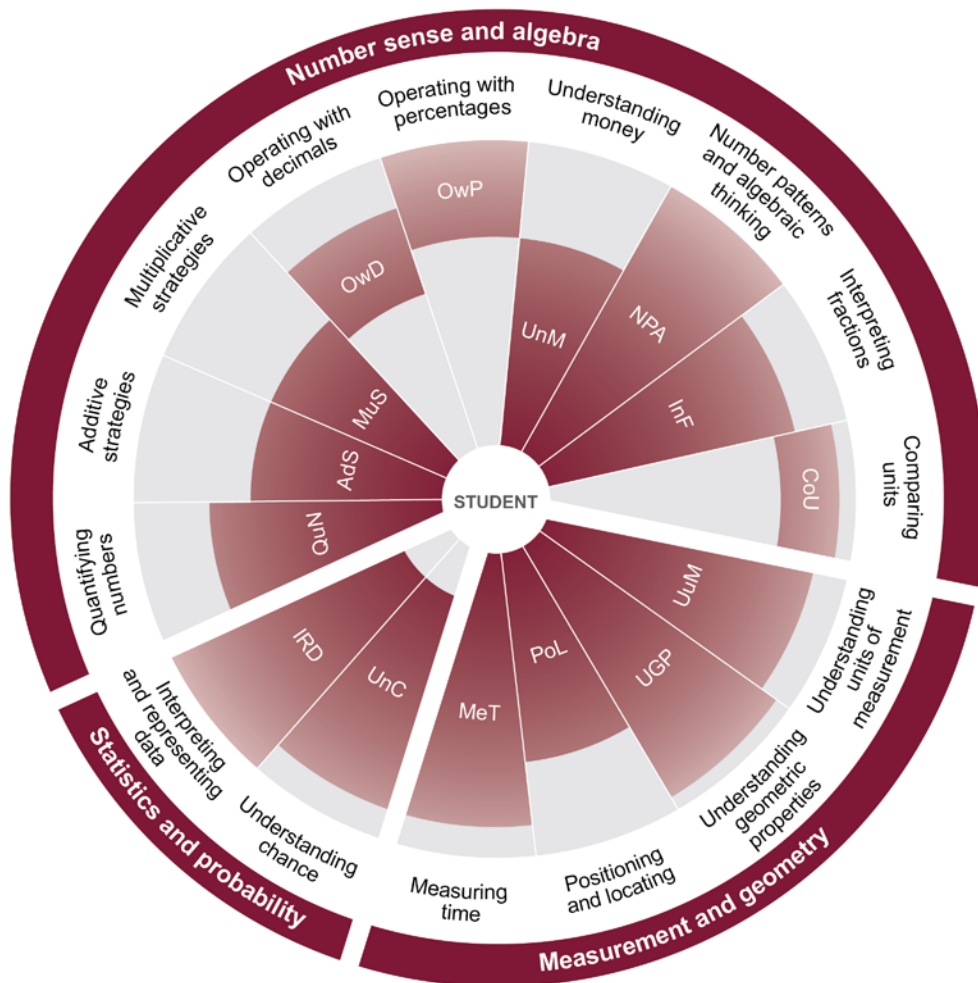 Number sense and algebra
Operating with
percentages
Understanding
money
Number patterns
and algebraic
thinking
Interpreting
fractions
Comparing
units
Operating with
decimals
Multiplicative
strategies
Additive
strategies
Quantifying
numbers
OwP
OwD
UnM
NPA
InF
CoU
MuS
AdS
QuN
STUDENT
UuM
UGP
PoL
MeT
UnC
IRD
Understanding
units of
measurement
Understanding
geometric
properties
Positioning
and locating
Measuring
time
Understanding
chance
Interpreting
and representing
data
Statistics and probability
Measurement and geometry